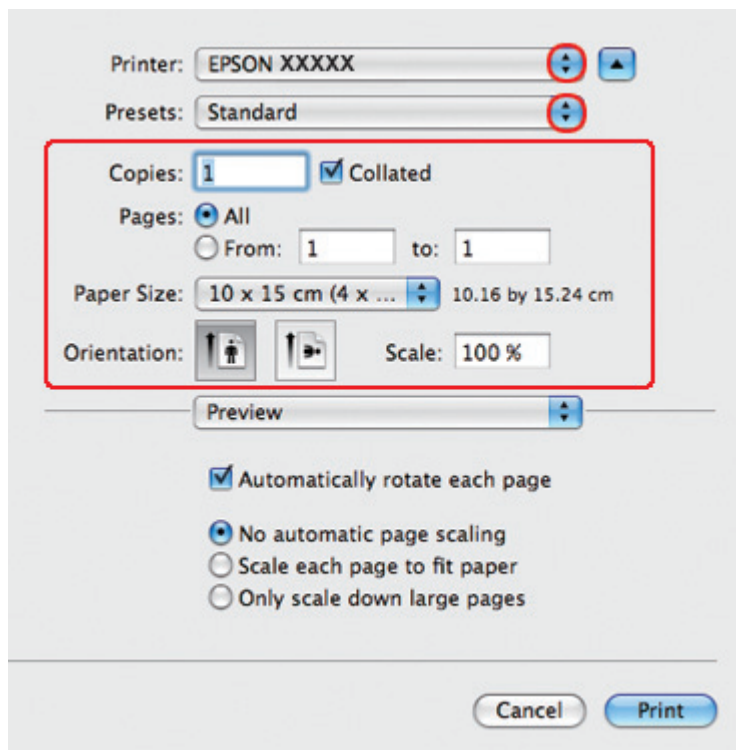 Printer: EPSON XXXXX
Presets: Standard
Copies: 1 Collated
Pages: All
From: 1 to: 1
Paper Size: 10 x 15 cm (4 x ... 10.16 by 15.24 cm
Orientation: Scale: 100 %
Preview
Automatically rotate each page
No automatic page scaling
Scale each page to fit paper
Only scale down large pages
Cancel Print